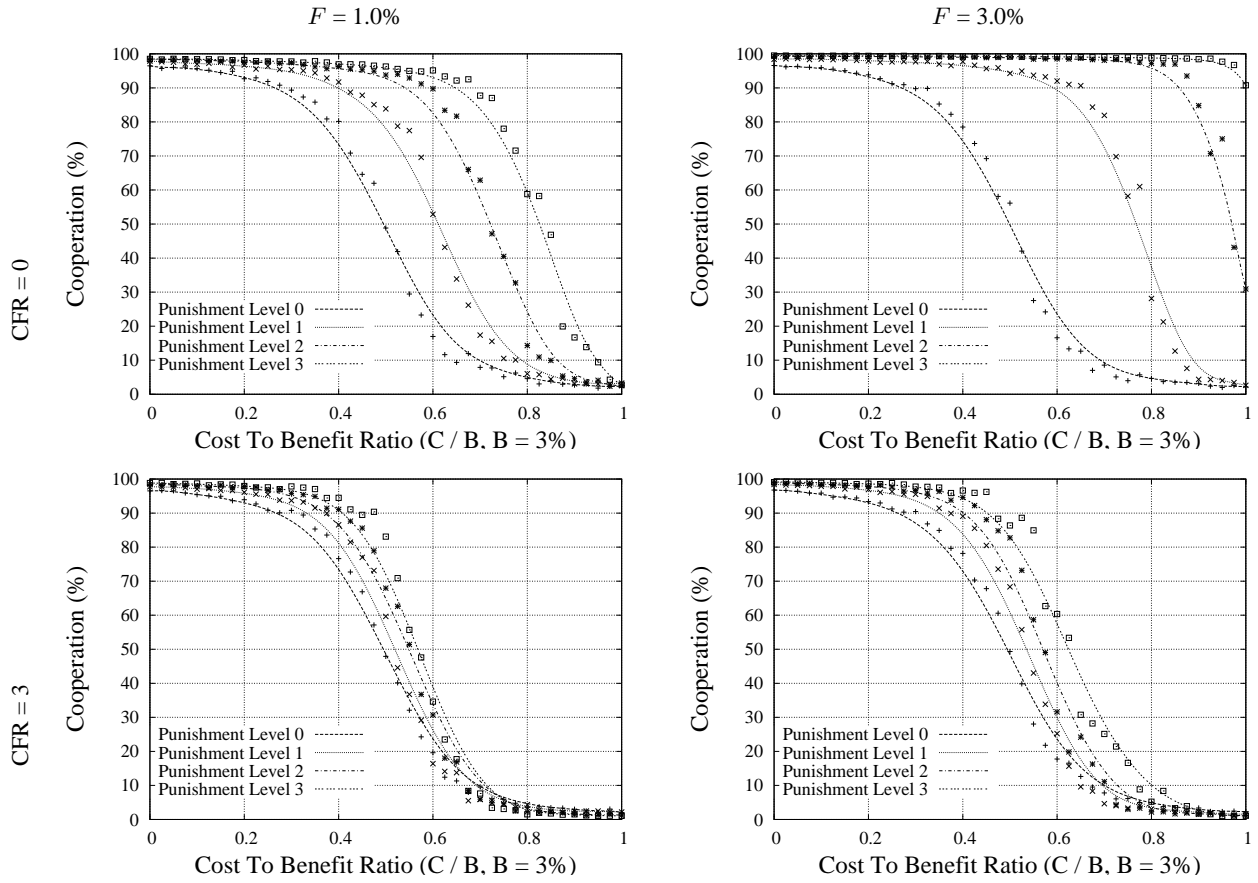 F = 1.0%
F = 3.0%
CFR = 0
Cooperation (%)
100
90
80
70
60
50
40
30
20
10
0
Punishment Level 0
Punishment Level 1
Punishment Level 2
Punishment Level 3
0 0.2 0.4 0.6 0.8 1
Cost To Benefit Ratio (C / B, B = 3%)
Cooperation (%)
100
90
80
70
60
50
40
30
20
10
0
Punishment Level 0
Punishment Level 1
Punishment Level 2
Punishment Level 3
0 0.2 0.4 0.6 0.8 1
Cost To Benefit Ratio (C / B, B = 3%)
CFR = 3
Cooperation (%)
100
90
80
70
60
50
40
30
20
10
0
Punishment Level 0
Punishment Level 1
Punishment Level 2
Punishment Level 3
0 0.2 0.4 0.6 0.8 1
Cost To Benefit Ratio (C / B, B = 3%)
Cooperation (%)
100
90
80
70
60
50
40
30
20
10
0
Punishment Level 0
Punishment Level 1
Punishment Level 2
Punishment Level 3
0 0.2 0.4 0.6 0.8 1
Cost To Benefit Ratio (C / B, B = 3%)